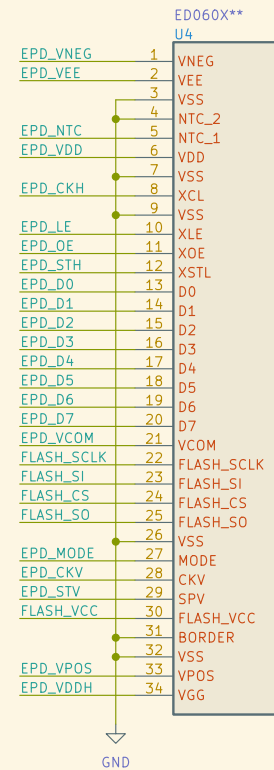 ED060X**
U4
EPD_VNEG 1 VNEG
EPD_VEE 2 VEE
3 VSS
4 NTC_2
EPD_NTC 5 NTC_1
EPD_VDD 6 VDD
7 VSS
EPD_CKH 8 XCL
9 VSS
EPD_LE 10 XLE
EPD_OE 11 XOE
EPD_STH 12 XSTL
EPD_D0 13 D0
EPD_D1 14 D1
EPD_D2 15 D2
EPD_D3 16 D3
EPD_D4 17 D4
EPD_D5 18 D5
EPD_D6 19 D6
EPD_D7 20 D7
EPD_VCOM 21 VCOM
FLASH_SCLK 22 FLASH_SCLK
FLASH_SI 23 FLASH_SI
FLASH_CS 24 FLASH_CS
FLASH_SO 25 FLASH_SO
26 VSS
EPD_MODE 27 MODE
EPD_CKV 28 CKV
EPD_STV 29 SPV
FLASH_VCC 30 FLASH_VCC
31 BORDER
32 VSS
EPD_VPOS 33 VPOS
EPD_VDDH 34 VGG
GND